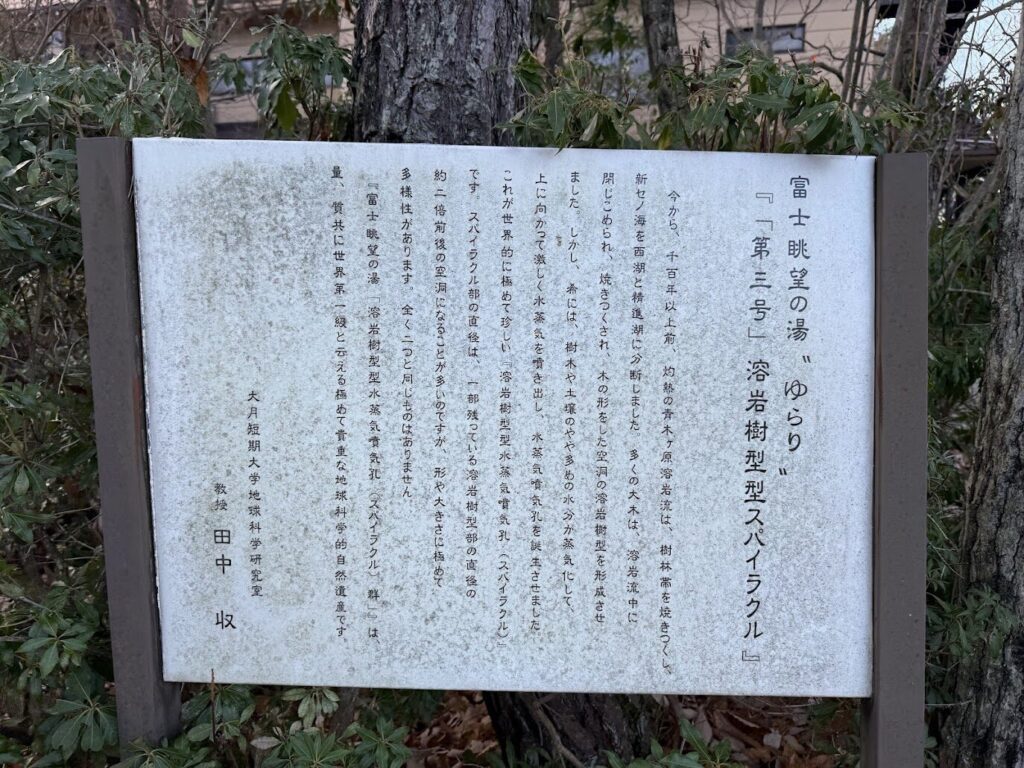 富士眺望の湯〝ゆらり〟
『「第三号」溶岩樹型型スパイラクル』
今から、千百年以上前、灼熱の青木ヶ原溶岩流は、樹林帯を焼きつくし、
新セノ海を西湖と精進湖に分断しました。多くの大木は、溶岩流中に
閉じこめられ、焼きつくされ、木の形をした空洞の溶岩樹型を形成させ
ました。しかし、希には、樹木や土壌のやや多めの水分が蒸気化して、
上に向かって激しく水蒸気を噴き出し、水蒸気噴気孔を誕生させました。
これが世界的に極めて珍しい「溶岩樹型型水蒸気噴気孔（スパイラクル）」
です。スパイラクル部の直径は、一部残っている溶岩樹型部の直径の
約二倍前後の空洞になることが多いのですが、形や大きさに極めて
多様性があります。全く二つと同じものはありません。
『富士眺望の湯「溶岩樹型型水蒸気噴気孔（スパイラクル）群」』は、
量、質共に世界第一級と云える極めて貴重な地球科学的自然遺産です
大月短期大学地球科学研究室
教授 田中 収